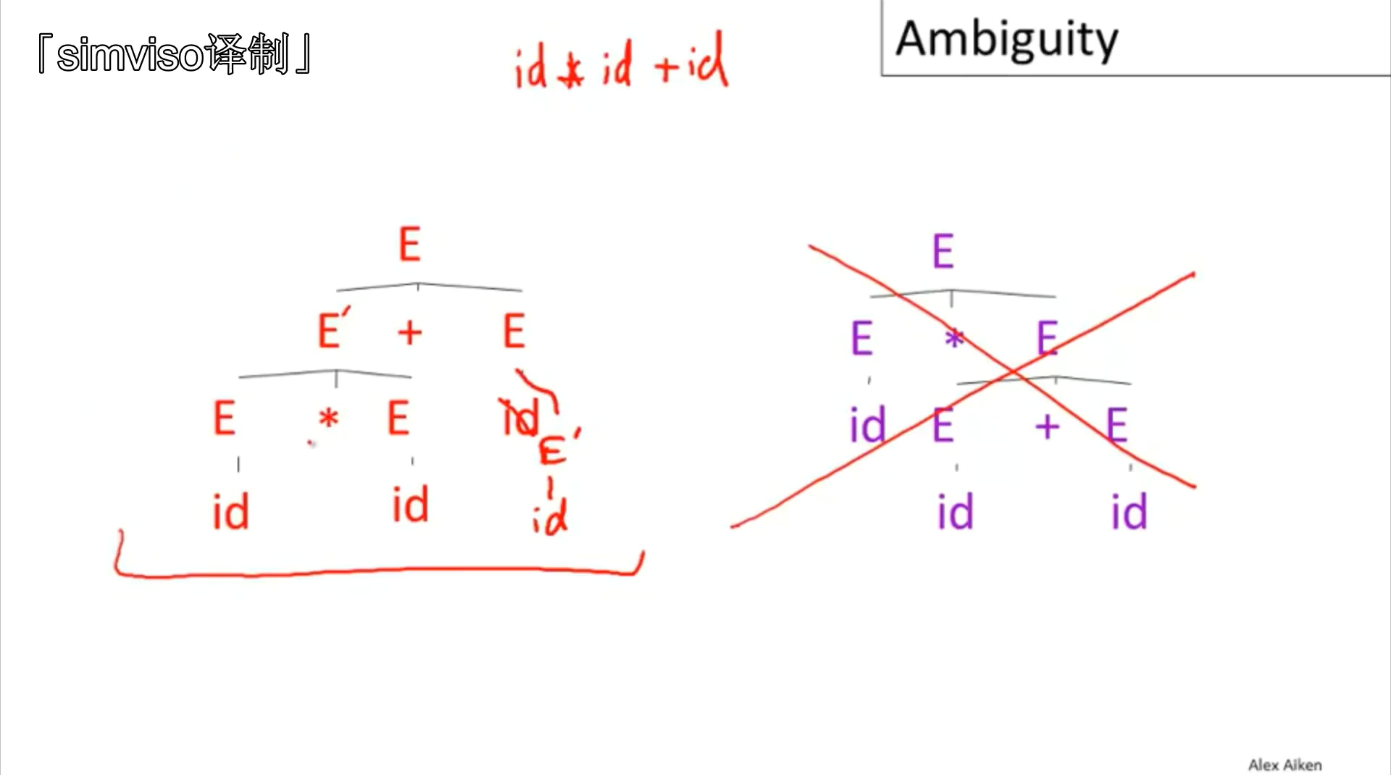 「simviso译制」
Ambiguity
id * id + id
E
E' + E
E * E id
E'
id id id
E
E * E
id E + E
id id
Alex Aiken